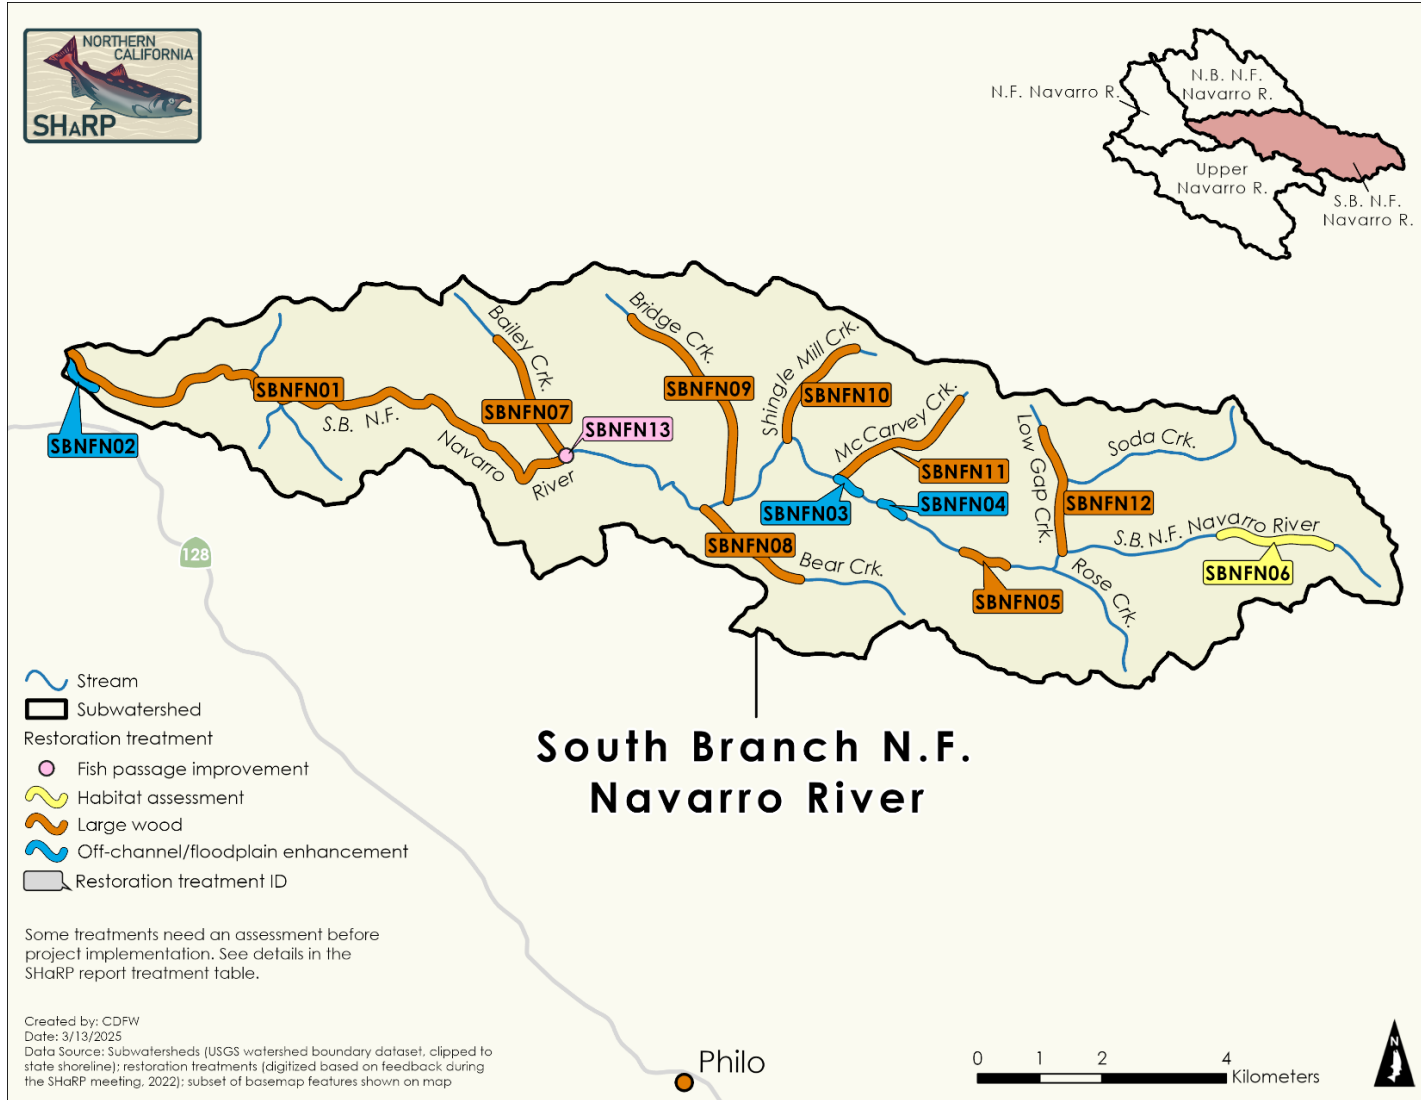 NORTHERN
CALIFORNIA
SHaRP
N.F. Navarro R.
N.B. N.F.
Navarro R.
Upper
Navarro R.
S.B. N.F.
Navarro R.
Bailey Crk.
Bridge Crk.
Shingle Mill Crk.
McCarvey Crk.
Low Gap Crk.
Soda Crk.
S.B. N.F. Navarro River
S.B. N.F. Navarro River
Bear Crk.
Rose Crk.
SBNFN01
SBNFN02
SBNFN07
SBNFN13
SBNFN09
SBNFN10
SBNFN11
SBNFN03
SBNFN04
SBNFN12
SBNFN08
SBNFN05
SBNFN06
128
Stream
Subwatershed
Restoration treatment
Fish passage improvement
Habitat assessment
Large wood
Off-channel/floodplain enhancement
Restoration treatment ID
South Branch N.F.
Navarro River
Some treatments need an assessment before
project implementation. See details in the
SHaRP report treatment table.
Created by: CDFW
Date: 3/13/2025
Data Source: Subwatersheds (USGS watershed boundary dataset, clipped to
state shoreline); restoration treatments (digitized based on feedback during
the SHaRP meeting, 2022); subset of basemap features shown on map
Philo
0 1 2 4
Kilometers
N